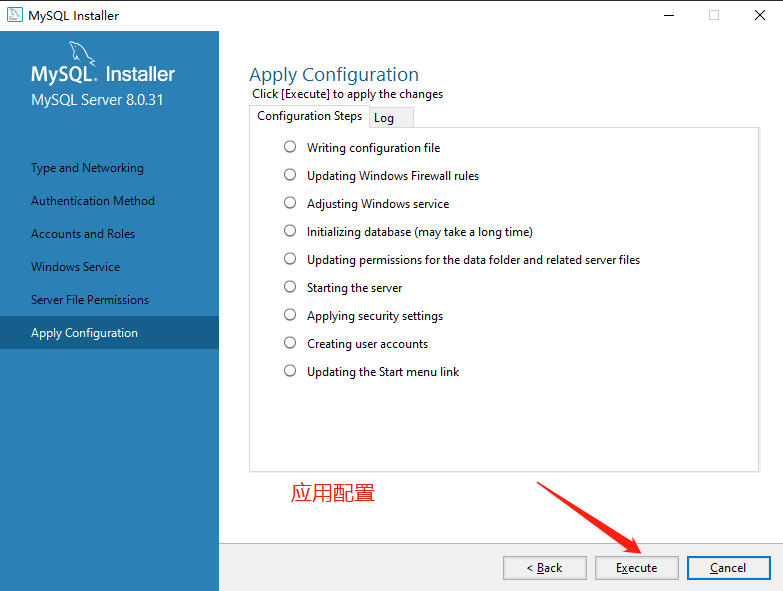 MySQL Installer
MySQL. Installer
MySQL Server 8.0.31
Type and Networking
Authentication Method
Accounts and Roles
Windows Service
Server File Permissions
Apply Configuration
Apply Configuration
Click [Execute] to apply the changes
Configuration Steps
Log
Writing configuration file
Updating Windows Firewall rules
Adjusting Windows service
Initializing database (may take a long time)
Updating permissions for the data folder and related server files
Starting the server
Applying security settings
Creating user accounts
Updating the Start menu link
应用配置
< Back
Execute
Cancel